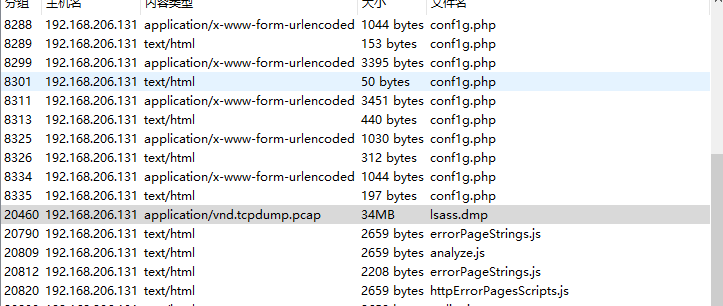 分组 主机名 内容类型 大小 文件名
8288 192.168.206.131 application/x-www-form-urlencoded 1044 bytes conf1g.php
8289 192.168.206.131 text/html 153 bytes conf1g.php
8299 192.168.206.131 application/x-www-form-urlencoded 3395 bytes conf1g.php
8301 192.168.206.131 text/html 50 bytes conf1g.php
8311 192.168.206.131 application/x-www-form-urlencoded 3451 bytes conf1g.php
8313 192.168.206.131 text/html 440 bytes conf1g.php
8325 192.168.206.131 application/x-www-form-urlencoded 1030 bytes conf1g.php
8326 192.168.206.131 text/html 312 bytes conf1g.php
8334 192.168.206.131 application/x-www-form-urlencoded 1044 bytes conf1g.php
8335 192.168.206.131 text/html 197 bytes conf1g.php
20460 192.168.206.131 application/vnd.tcpdump.pcap 34MB lsass.dmp
20790 192.168.206.131 text/html 2659 bytes errorPageStrings.js
20809 192.168.206.131 text/html 2659 bytes analyze.js
20812 192.168.206.131 text/html 2208 bytes errorPageStrings.js
20820 192.168.206.131 text/html 2659 bytes httpErrorPagesScripts.js